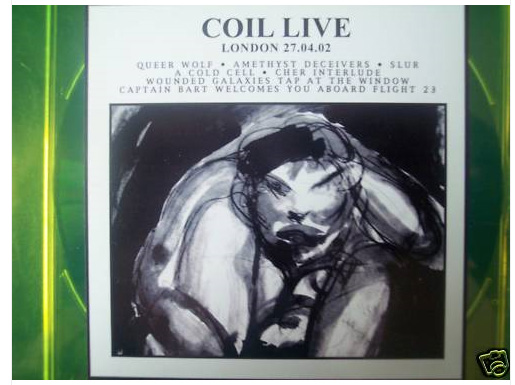 COIL LIVE
LONDON 27.04.02
QUEER WOLF • AMETHYST DECEIVERS • SLUR
A COLD CELL • CHER INTERLUDE
WOUNDED GALAXIES TAP AT THE WINDOW
CAPTAIN BART WELCOMES YOU ABOARD FLIGHT 23